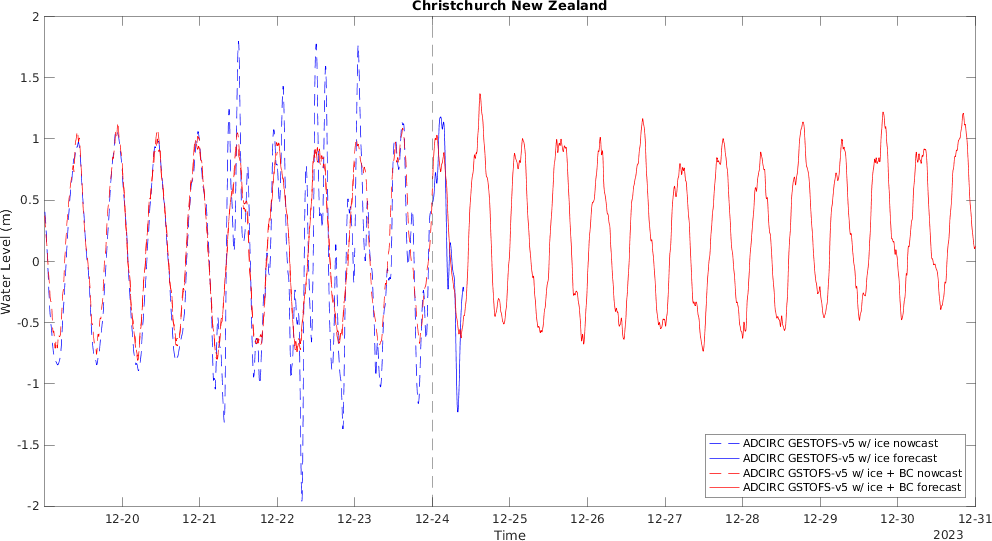 Christchurch New Zealand
2
1.5
1
0.5
0
-0.5
-1
-1.5
-2
Water Level (m)
ADCIRC GESTOFS-v5 w/ ice nowcast
ADCIRC GESTOFS-v5 w/ ice forecast
ADCIRC GSTOFS-v5 w/ ice + BC nowcast
ADCIRC GSTOFS-v5 w/ ice + BC forecast
12-20 12-21 12-22 12-23 12-24 12-25 12-26 12-27 12-28 12-29 12-30 12-31
Time
2023